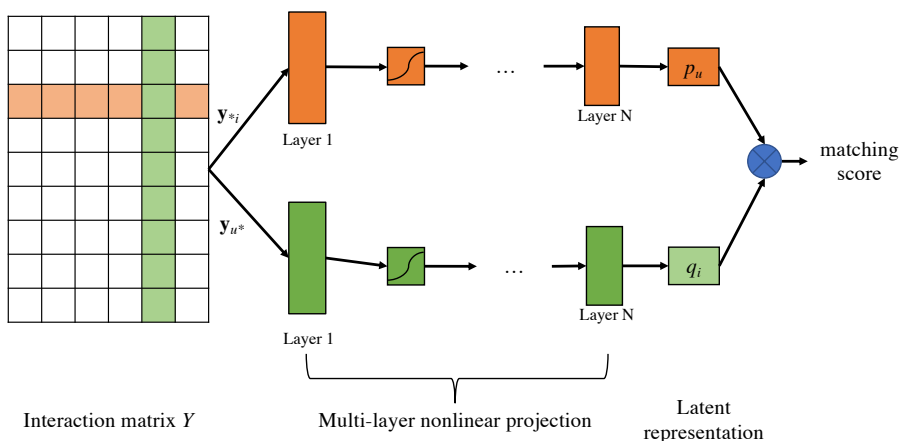 y*i
Layer 1
...
Layer N
pu
matching
score
yu*
Layer 1
...
Layer N
qi
Interaction matrix Y
Multi-layer nonlinear projection
Latent
representation